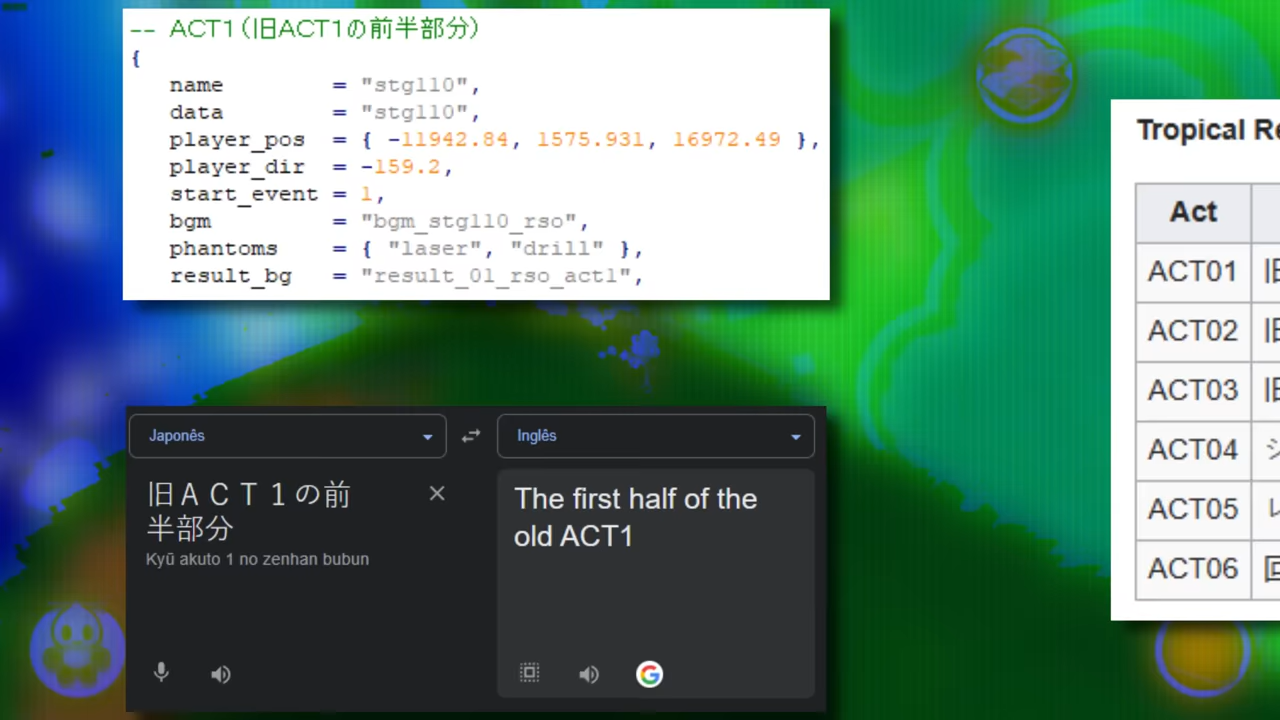 -- ACT1(旧ACT1の前半部分)
{
name = "stg110",
data = "stg110",
player_pos = { -11942.84, 1575.931, 16972.49 },
player_dir = -159.2,
start_event = 1,
bgm = "bgm_stg110_rso",
phantoms = { "laser", "drill" },
result_bg = "result_01_rso_act1",
Japonês
Inglês
旧ＡＣＴ１の前
半部分
Kyū akuto 1 no zenhan bubun
The first half of the
old ACT1
Tropical
Act
ACT01 旧
ACT02 旧
ACT03 旧
ACT04
ACT05
ACT06